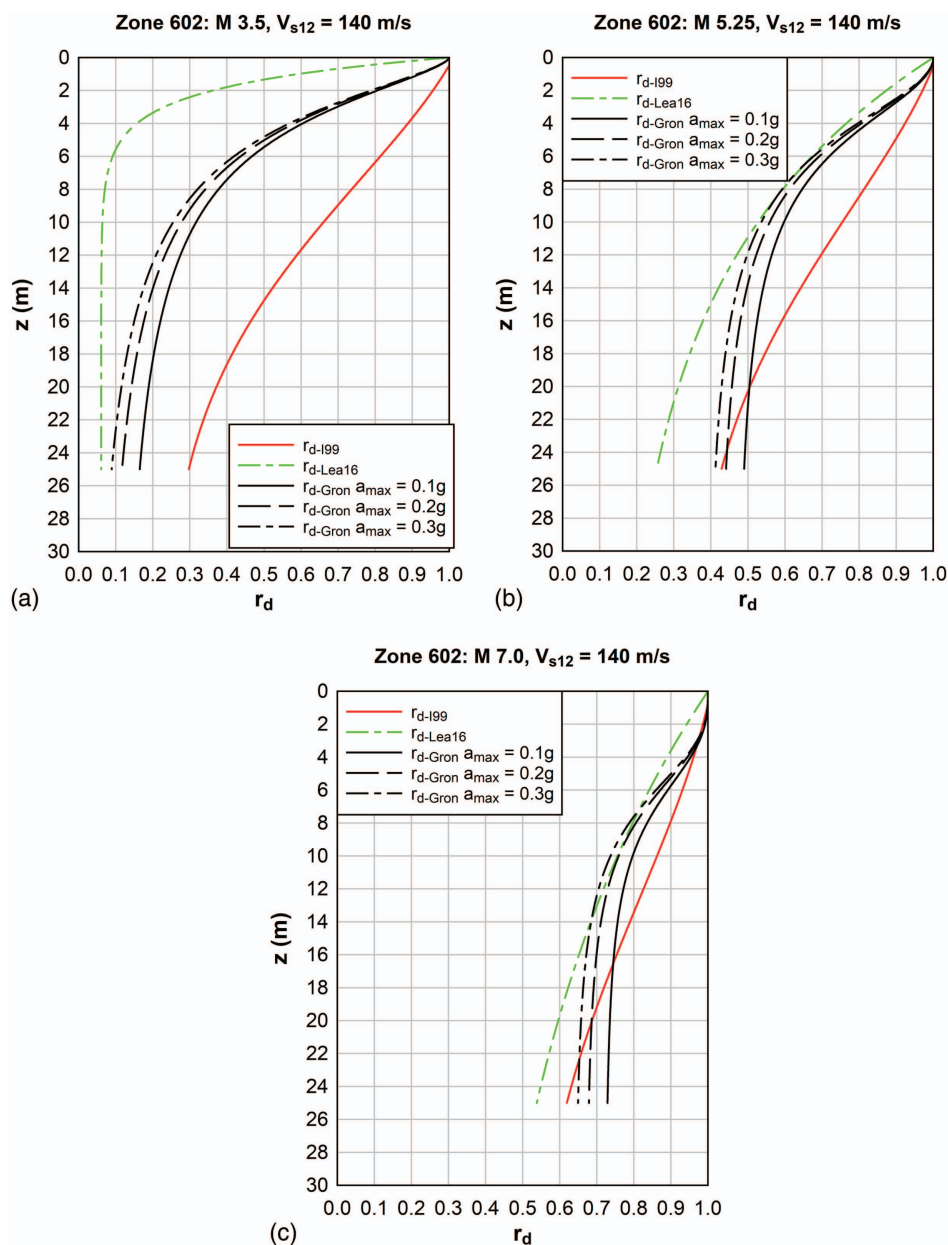 Zone 602: M 3.5, Vs12 = 140 m/s
0
2
4
6
8
10
12
14
16
18
20
22
24
26
28
30
z (m)
rd-I99
rd-Lea16
rd-Gron amax = 0.1g
rd-Gron amax = 0.2g
rd-Gron amax = 0.3g
0.0 0.1 0.2 0.3 0.4 0.5 0.6 0.7 0.8 0.9 1.0
(a)
rd
Zone 602: M 5.25, Vs12 = 140 m/s
0
2
4
6
8
10
12
14
16
18
20
22
24
26
28
30
z (m)
rd-I99
rd-Lea16
rd-Gron amax = 0.1g
rd-Gron amax = 0.2g
rd-Gron amax = 0.3g
0.0 0.1 0.2 0.3 0.4 0.5 0.6 0.7 0.8 0.9 1.0
(b)
rd
Zone 602: M 7.0, Vs12 = 140 m/s
0
2
4
6
8
10
12
14
16
18
20
22
24
26
28
30
z (m)
rd-I99
rd-Lea16
rd-Gron amax = 0.1g
rd-Gron amax = 0.2g
rd-Gron amax = 0.3g
0.0 0.1 0.2 0.3 0.4 0.5 0.6 0.7 0.8 0.9 1.0
(c)
rd